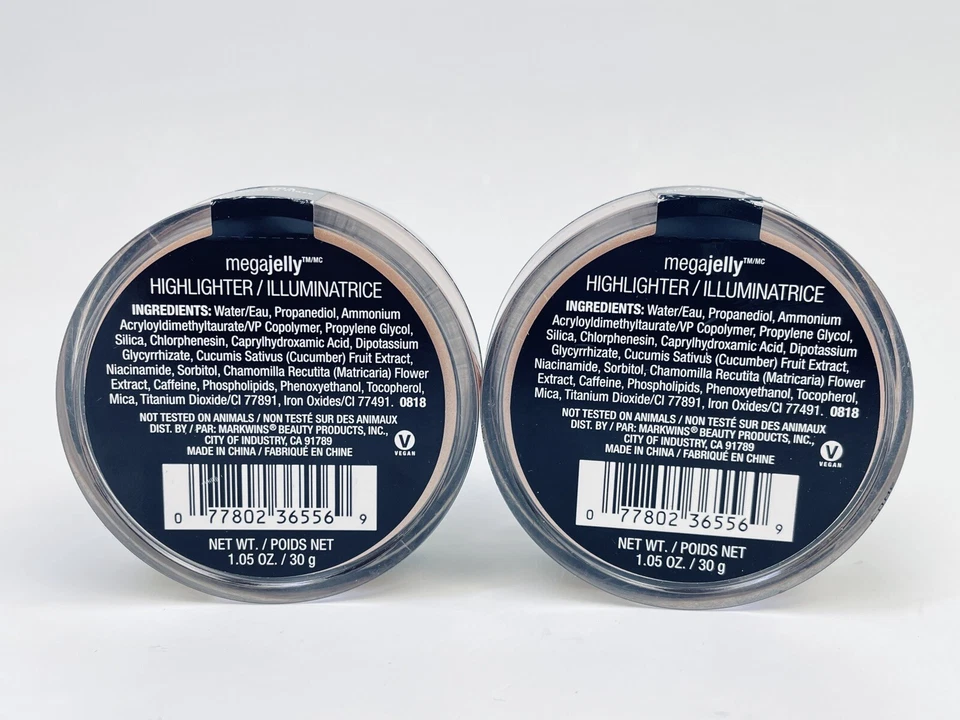 megajelly™/MC
HIGHLIGHTER / ILLUMINATRICE
INGREDIENTS: Water/Eau, Propanediol, Ammonium
Acryloyldimethyltaurate/VP Copolymer, Propylene Glycol,
Silica, Chlorphenesin, Caprylhydroxamic Acid, Dipotassium
Glycyrrhizate, Cucumis Sativus (Cucumber) Fruit Extract,
Niacinamide, Sorbitol, Chamomilla Recutita (Matricaria) Flower
Extract, Caffeine, Phospholipids, Phenoxyethanol, Tocopherol,
Mica, Titanium Dioxide/CI 77891, Iron Oxides/CI 77491. 0818
NOT TESTED ON ANIMALS / NON TESTÉ SUR DES ANIMAUX
DIST. BY / PAR: MARKWINS® BEAUTY PRODUCTS, INC.,
CITY OF INDUSTRY, CA 91789
MADE IN CHINA / FABRIQUÉ EN CHINE
V
VEGAN
0 77802 36556 9
NET WT. / POIDS NET
1.05 OZ. / 30 g
megajelly™/MC
HIGHLIGHTER / ILLUMINATRICE
INGREDIENTS: Water/Eau, Propanediol, Ammonium
Acryloyldimethyltaurate/VP Copolymer, Propylene Glycol,
Silica, Chlorphenesin, Caprylhydroxamic Acid, Dipotassium
Glycyrrhizate, Cucumis Sativus (Cucumber) Fruit Extract,
Niacinamide, Sorbitol, Chamomilla Recutita (Matricaria) Flower
Extract, Caffeine, Phospholipids, Phenoxyethanol, Tocopherol,
Mica, Titanium Dioxide/CI 77891, Iron Oxides/CI 77491. 0818
NOT TESTED ON ANIMALS / NON TESTÉ SUR DES ANIMAUX
DIST. BY / PAR: MARKWINS® BEAUTY PRODUCTS, INC.,
CITY OF INDUSTRY, CA 91789
MADE IN CHINA / FABRIQUÉ EN CHINE
V
VEGAN
0 77802 36556 9
NET WT. / POIDS NET
1.05 OZ. / 30 g